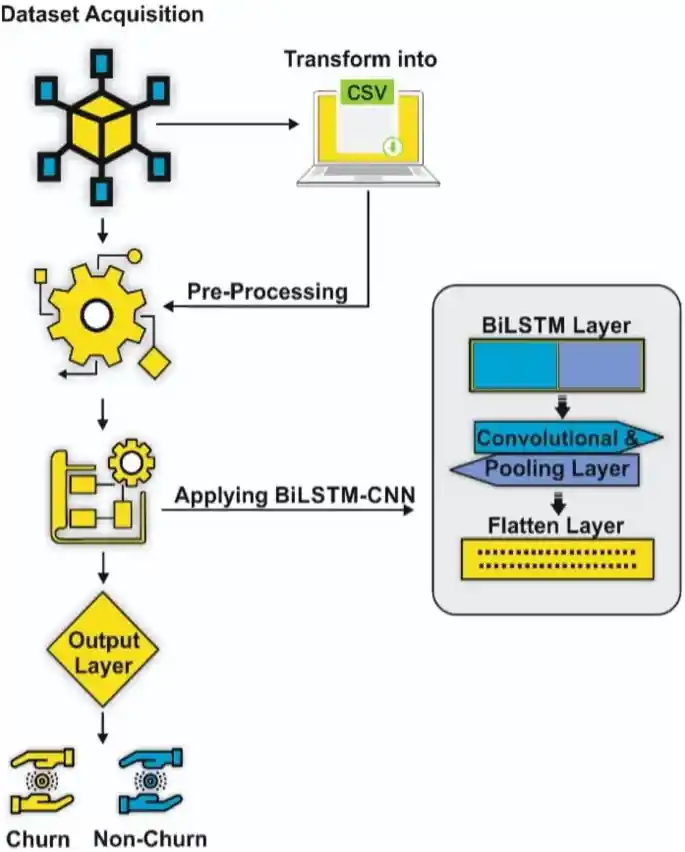 Dataset Acquisition
Transform into
CSV
Pre-Processing
BiLSTM Layer
Convolutional &
Pooling Layer
Flatten Layer
Applying BiLSTM-CNN
Output
Layer
Churn
Non-Churn